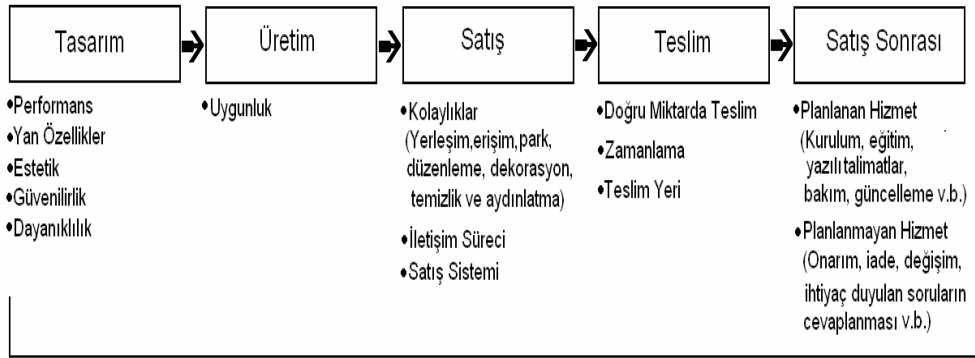 Tasarım
Üretim
Satış
Teslim
Satış Sonrası
•Performans
•Yan Özellikler
•Estetik
•Güvenilirlik
•Dayanıklılık
•Uygunluk
•Kolaylıklar
(Yerleşim,erişim,park,
düzenleme, dekorasyon,
temizlik ve aydınlatma)
•İletişim Süreci
•Satış Sistemi
•Doğru Miktarda Teslim
•Zamanlama
•Teslim Yeri
•Planlanan Hizmet
(Kurulum, eğitim,
yazılı talimatlar,
bakım, güncelleme v.b.)
•Planlanmayan Hizmet
(Onarım, iade, değişim,
ihtiyaç duyulan soruların
cevaplanması v.b.)